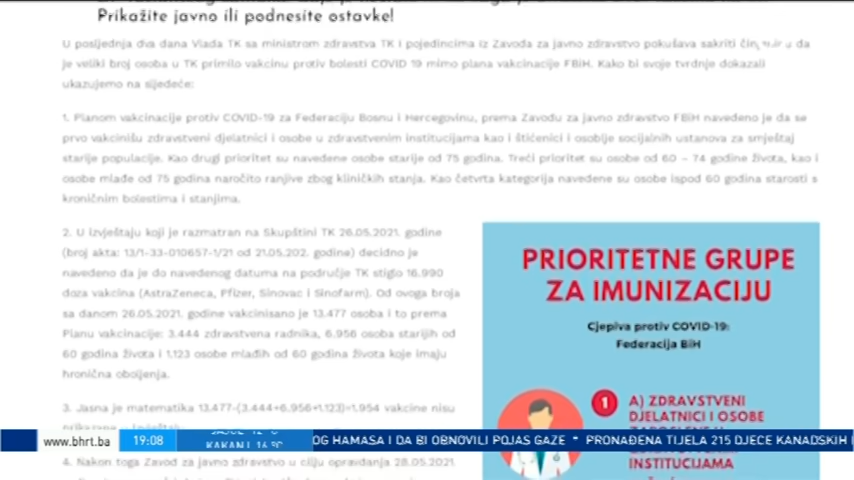 Prikažite javno ili podnesite ostavke!
U posljednja dva dana Vlada TK sa ministrom zdravstva TK i pojedincima iz Zavoda za javno zdravstvo pokušava sakriti da
je veliki broj osoba u TK primilo vakcinu protiv bolesti COVID 19 mimo plana vakcinacije FBiH. Kako bi svoje tvrdnje dokazali
ukazujemo na sljedeće:
1. Planom vakcinacije protiv COVID-19 za Federaciju Bosnu i Hercegovinu, prema Zavodu za javno zdravstvo FBiH navedeno je da se
prvo vakcinišu zdravstveni djelatnici i osobe u zdravstvenim institucijama kao i štićenici i osoblje socijalnih ustanova za smještaj
starije populacije. Kao drugi prioritet su navedene osobe starije od 75 godina. Treći prioritet su osobe od 60 – 74 godine života, kao i
osobe mlađe od 75 godina naročito ranjive zbog kliničkih stanja. Kao četvrta kategorija navedene su osobe ispod 60 godina starosti s
kroničnim bolestima i stanjima.
2. U izvještaju koji je razmatran na Skupštini TK 26.05.2021. godine
(broj akta: 13/1-33-010657-1/21 od 21.05.202. godine) decidno je
navedeno da je do navedenog datuma na područje TK stiglo 16.990
doza vakcina (AstraZeneca, Pfizer, Sinovac i Sinofarm). Od ovoga broja
sa danom 26.05.2021. godine vakcinisano je 13.477 osoba i to prema
Planu vakcinacije: 3.444 zdravstvena radnika, 6.956 osoba starijih od
60 godina života i 1.123 osobe mlađih od 60 godina života koje imaju
hronična oboljenja.
3. Jasna je matematika 13.477-(3.444+6.956+1.123)=1.954 vakcine nisu
PRIORITETNE GRUPE
ZA IMUNIZACIJU
Cjepiva protiv COVID-19:
Federacija BiH
1
A) ZDRAVSTVENI
DJELATNICI I OSOBE
INSTITUCIJAMA
www.bhrt.ba
19:08
KAKANJ 16 °C
OG HAMASA I DA BI OBNOVILI POJAS GAZE * PRONAĐENA TIJELA 215 DJECE KANADSKIH
4. Nakon toga Zavod za javno zdravstvo u cilju opravdanja 28.05.2021.